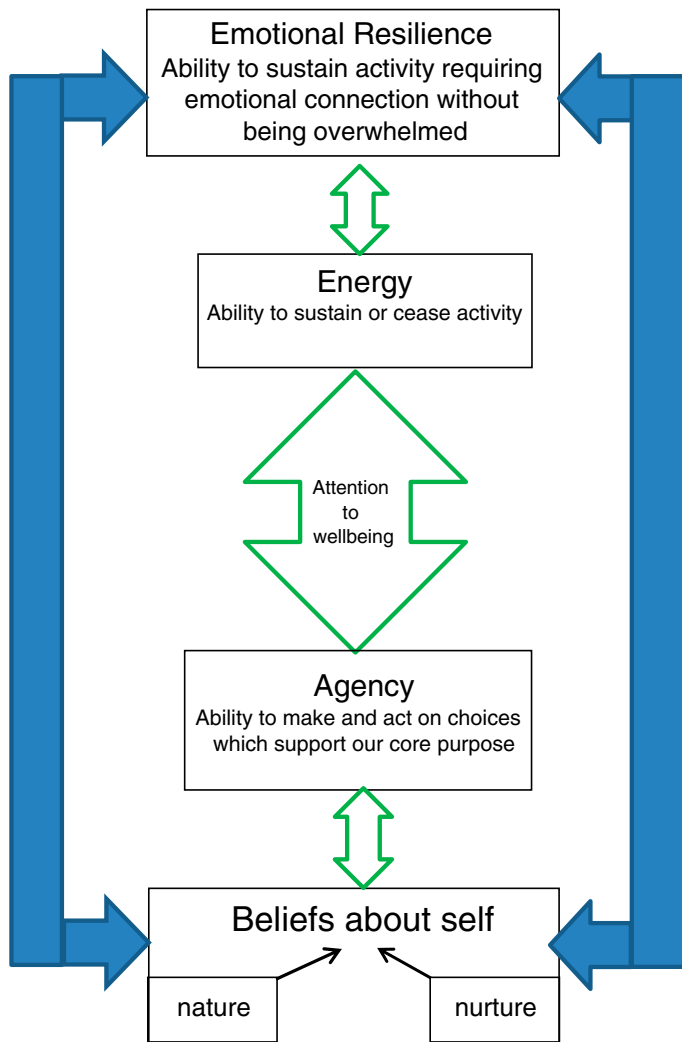 Emotional Resilience
Ability to sustain activity requiring
emotional connection without
being overwhelmed
Energy
Ability to sustain or cease activity
Attention
to
wellbeing
Agency
Ability to make and act on choices
which support our core purpose
Beliefs about self
nature
nurture